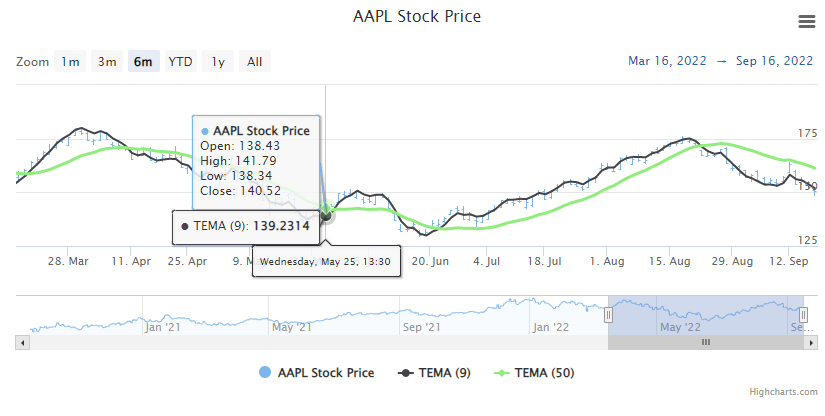 AAPL Stock Price
Zoom 1m 3m 6m YTD 1y All
Mar 16, 2022 → Sep 16, 2022
175
150
125
● AAPL Stock Price
Open: 138.43
High: 141.79
Low: 138.34
Close: 140.52
● TEMA (9): 139.2314
Wednesday, May 25, 13:30
28. Mar 11. Apr 25. Apr 9. 20. Jun 4. Jul 18. Jul 1. Aug 15. Aug 29. Aug 12. Sep
Jan '21 May '21 Sep '21 Jan '22 May '22 Se...
AAPL Stock Price TEMA (9) TEMA (50)
Highcharts.com